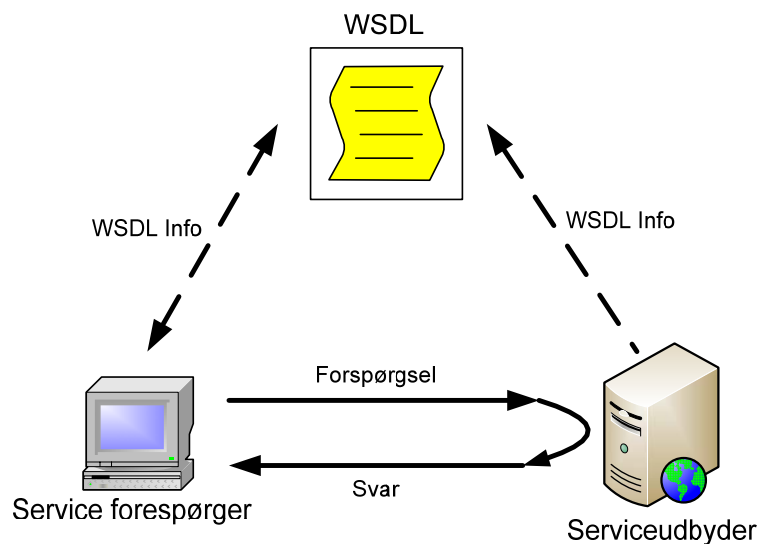 WSDL
WSDL Info
WSDL Info
Forspørgsel
Svar
Service forespørger
Serviceudbyder